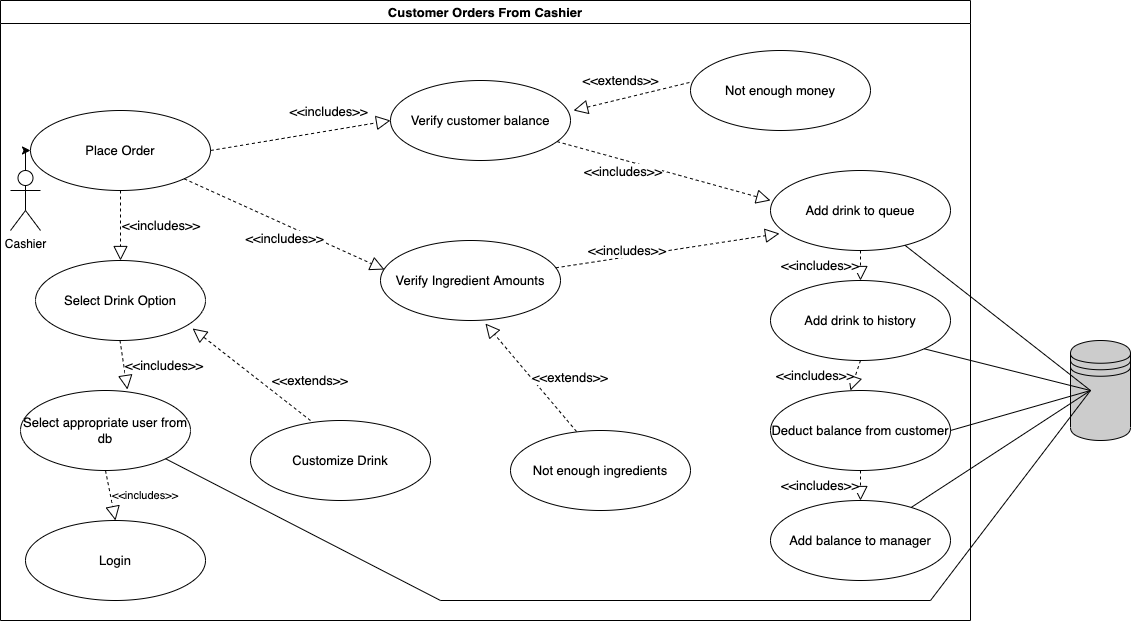 Customer Orders From Cashier
<<extends>>
Not enough money
<<includes>>
Verify customer balance
Place Order
<<includes>>
Add drink to queue
<<includes>>
Cashier
<<includes>>
<<includes>>
<<includes>>
Verify Ingredient Amounts
Select Drink Option
Add drink to history
<<includes>>
<<extends>>
<<extends>>
<<includes>>
Select appropriate user from
db
Deduct balance from customer
Customize Drink
Not enough ingredients
<<includes>>
<<includes>>
Add balance to manager
Login